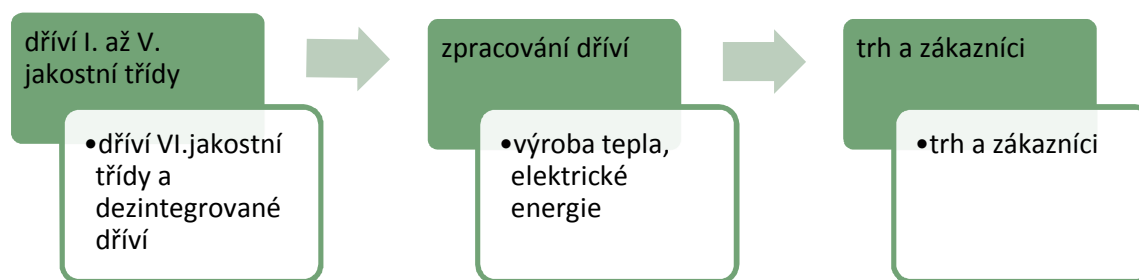 dříví I. až V.
jakostní třídy
•dříví VI.jakostní
třídy a
dezintegrované
dříví
zpracování dříví
•výroba tepla,
elektrické
energie
trh a zákazníci
•trh a zákazníci